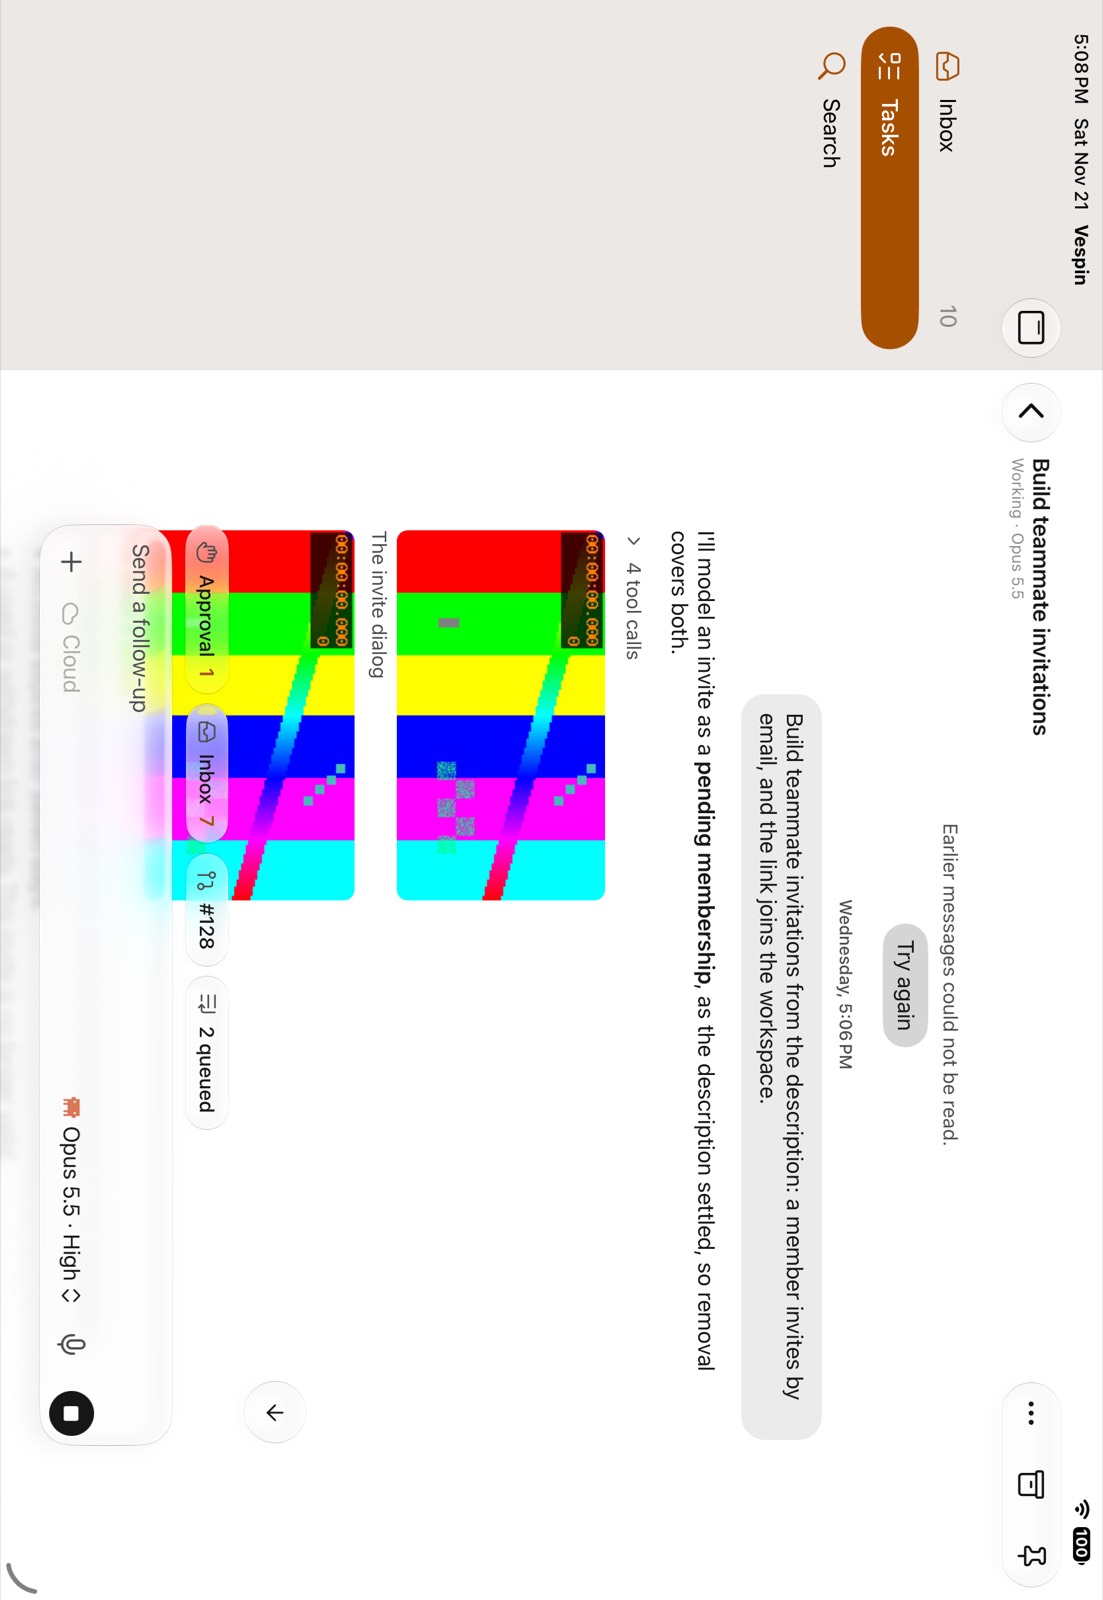 5:08 PM Sat Nov 21 Vespin
100
Build teammate invitations
Working · Opus 5.5
Inbox 10
Tasks
Search
Earlier messages could not be read.
Try again
Wednesday, 5:06 PM
Build teammate invitations from the description: a member invites by
email, and the link joins the workspace.
I'll model an invite as a pending membership, as the description settled, so removal
covers both.
4 tool calls
00:00:00.000
0
The invite dialog
00:00:00.000
0
Approval 1
Inbox 7
#128
2 queued
Send a follow-up
Cloud
Opus 5.5 · High